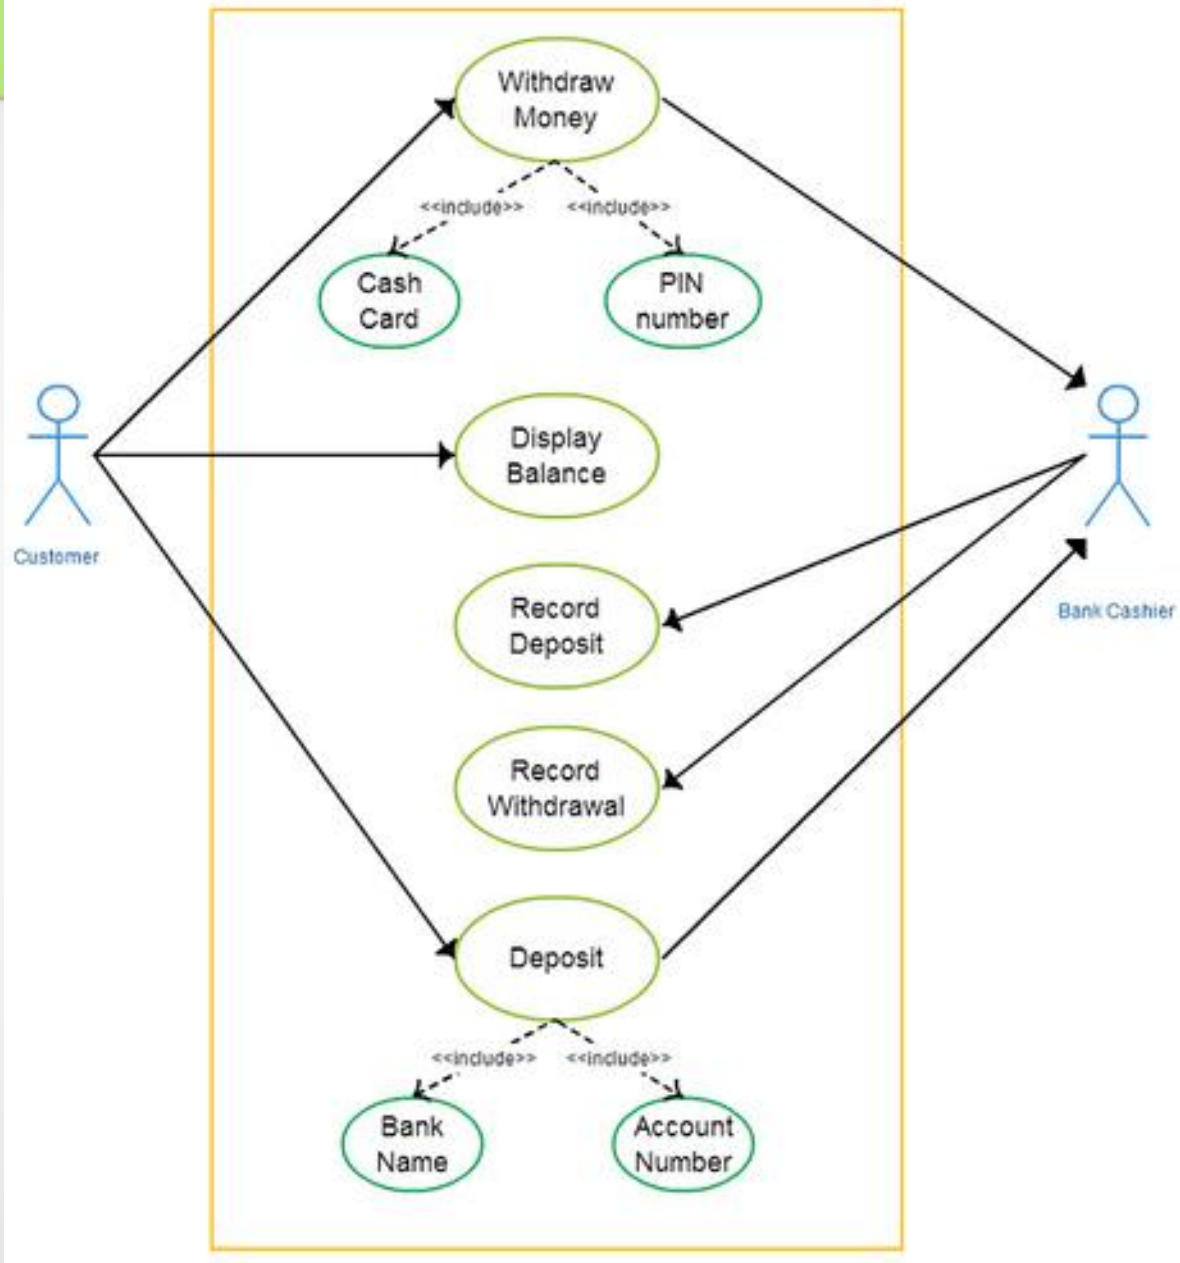 Withdraw
Money
<<include>> <<include>>
Cash
Card
PIN
number
Display
Balance
Customer
Record
Deposit
Bank Cashier
Record
Withdrawal
Deposit
<<include>> <<include>>
Bank
Name
Account
Number